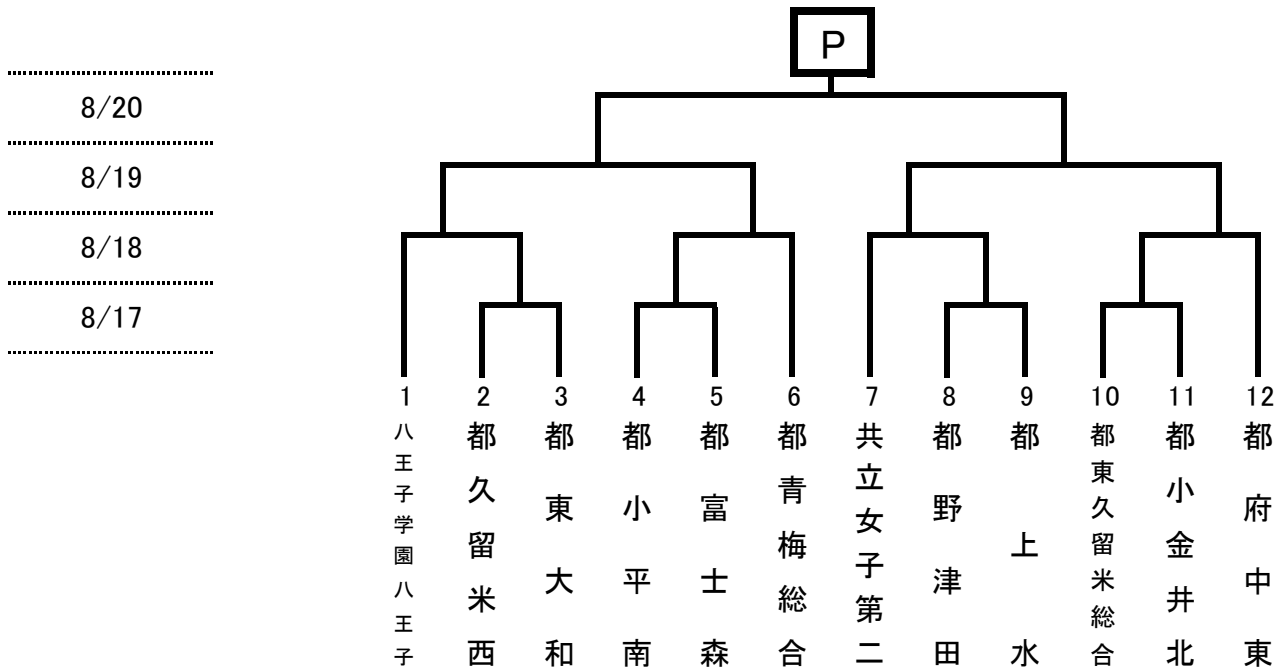 P
8/20
8/19
8/18
8/17
1 2 3 4 5 6 7 8 9 10 11 12
八王子学園八王子
都久留米西
都東大和
都小平南
都富士森
都青梅総合
共立女子第二
都野津田
都上水
都東久留米総合
都小金井北
都府中東